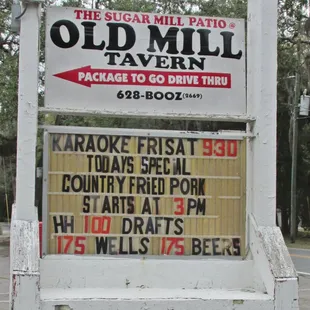 THE SUGAR MILL PATIO @
OLD MILL
TAVERN
PACKAGE TO GO DRIVE THRU
628-BOOZ (2669)
KARAOKE FRISAT 930
TODAYS SPECIAL
COUNTRY FRIED PORK
STARTS AT 3PM
HH 100 DRAFTS
175 WELLS 175 BEERS